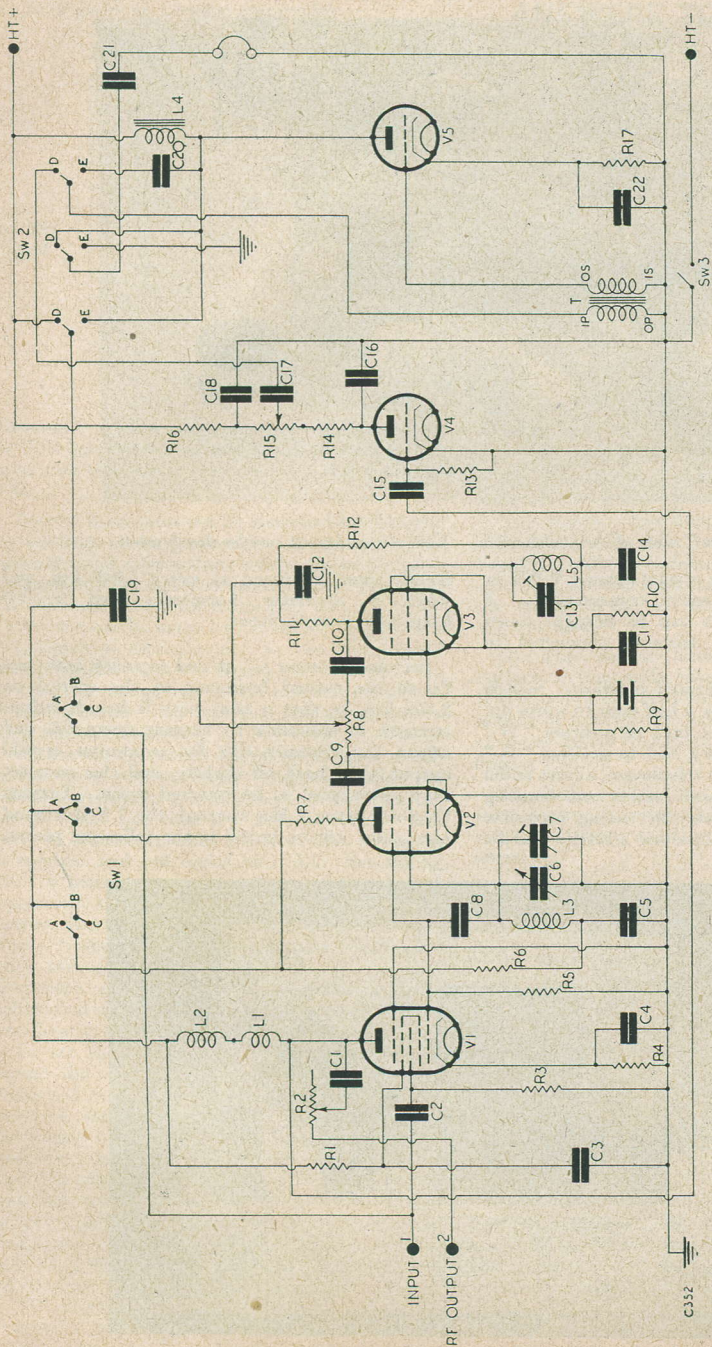 HT+
HT−
C21
L4
C20
D
E
D
E
D
E
Sw 2
V5
R17
C22
OS
IS
T
IP
OP
Sw 3
C18
C17
C16
R16
R15
R14
V4
C15
R13
R12
C19
C12
R11
C10
V3
C13
L5
C14
R10
C11
R9
R8
C9
A
B
C
A
B
C
A
B
C
Sw 1
R7
V2
C7
C6
L3
C8
C5
R6
R5
L2
L1
C1
R2
V1
C4
R4
C2
R3
R1
C3
INPUT
1
RF OUTPUT
2
C352